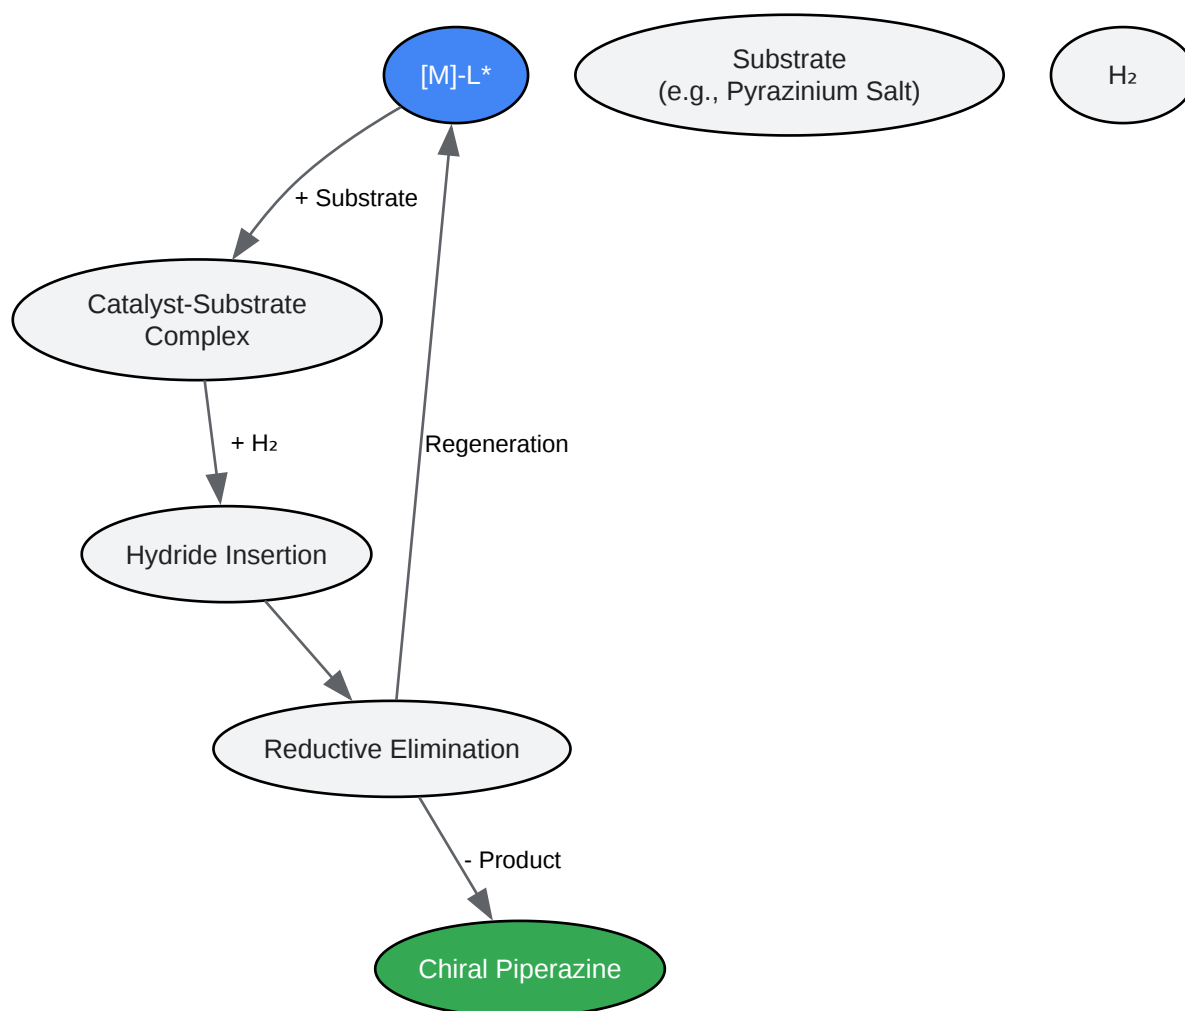 [M]-L*
Substrate
(e.g., Pyrazinium Salt)
H₂
+ Substrate
Catalyst-Substrate
Complex
+ H₂
Regeneration
Hydride Insertion
Reductive Elimination
- Product
Chiral Piperazine